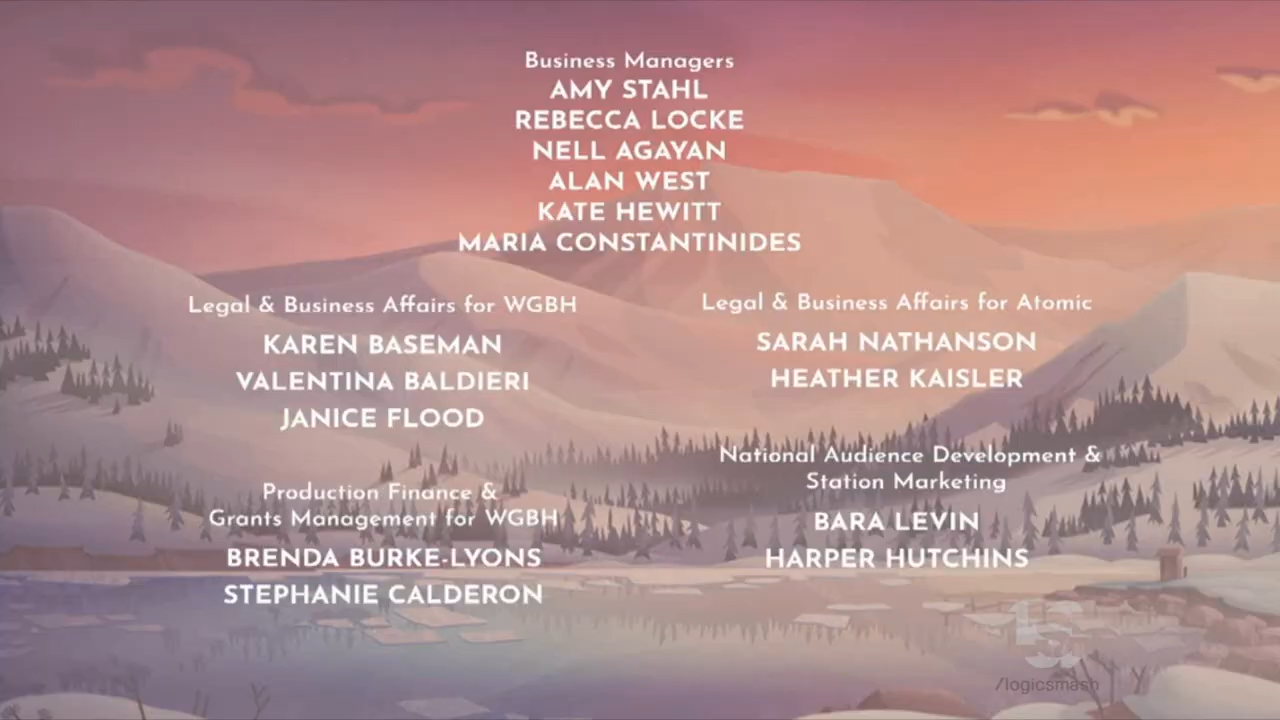 Business Managers
AMY STAHL
REBECCA LOCKE
NELL AGAYAN
ALAN WEST
KATE HEWITT
MARIA CONSTANTINIDES
Legal & Business Affairs for WGBH
KAREN BASEMAN
VALENTINA BALDIERI
JANICE FLOOD
Production Finance &
Grants Management for WGBH
BRENDA BURKE-LYONS
STEPHANIE CALDERON
Legal & Business Affairs for Atomic
SARAH NATHANSON
HEATHER KAISLER
National Audience Development &
Station Marketing
BARA LEVIN
HARPER HUTCHINS
LS
/logicsmash